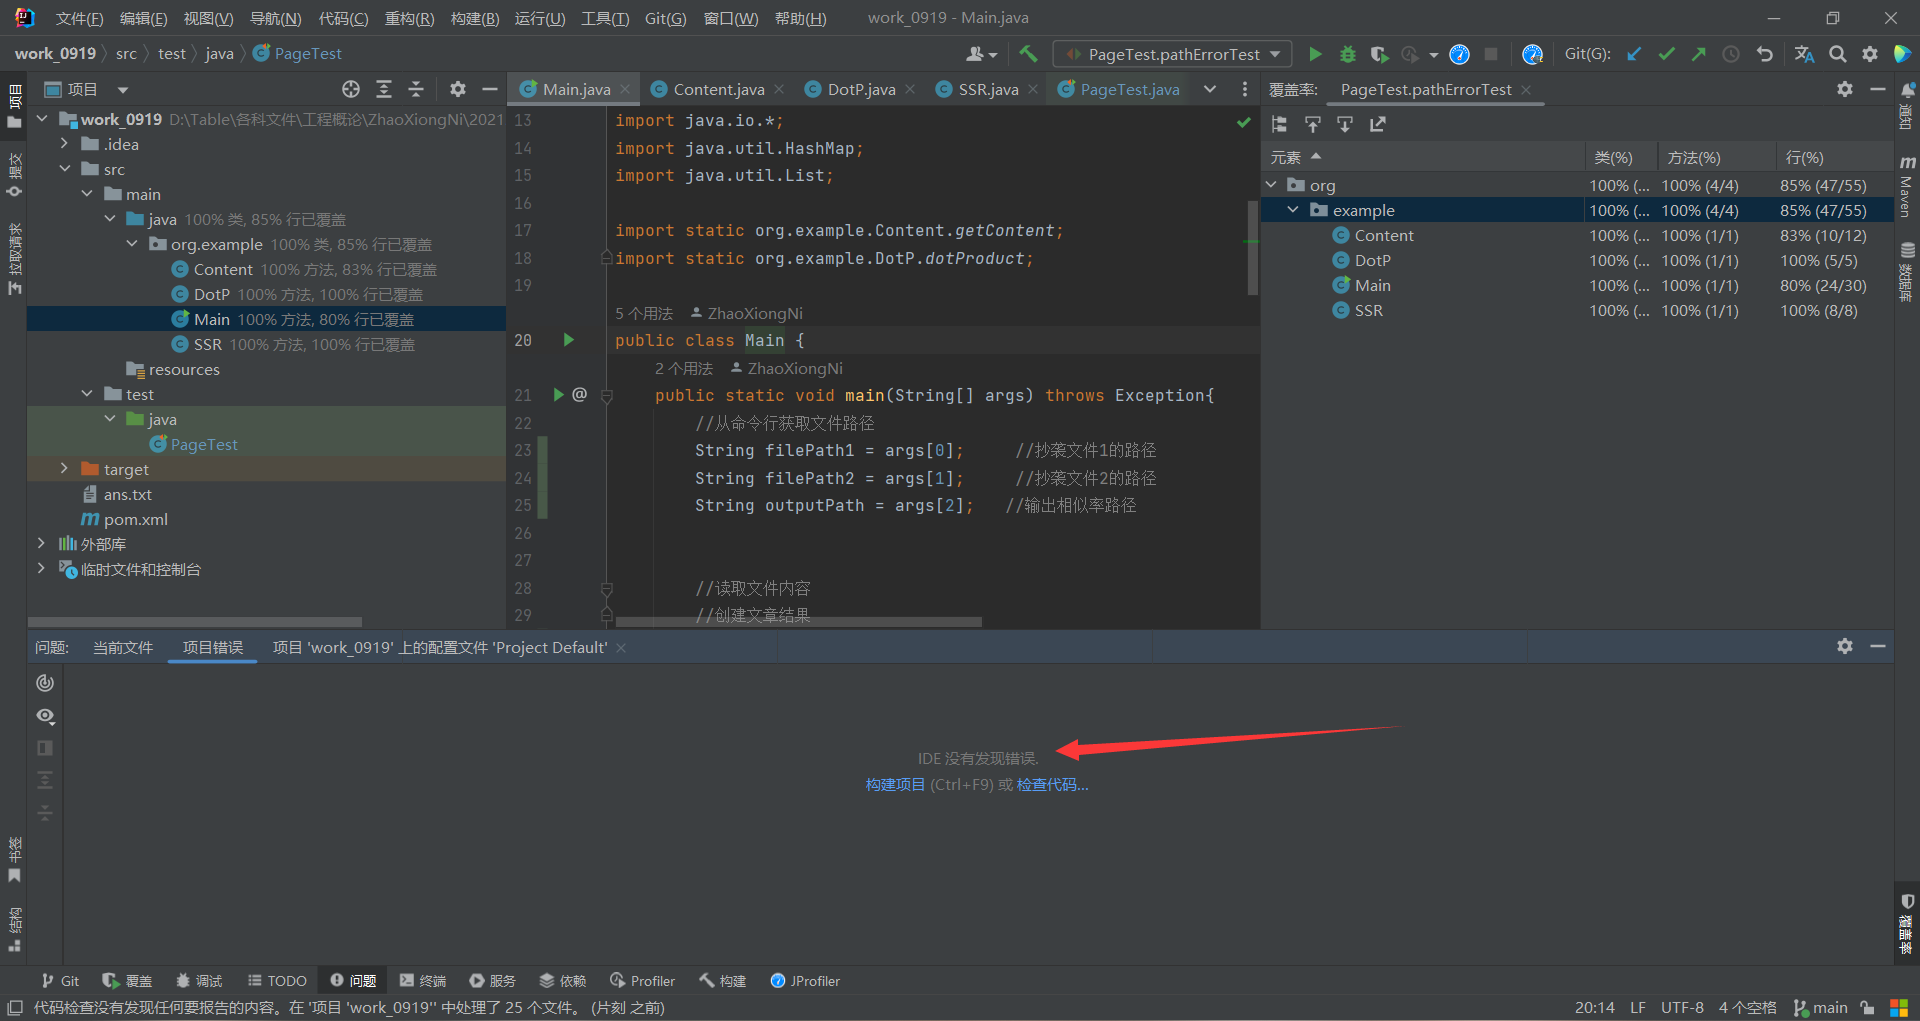 文件(F) 编辑(E) 视图(V) 导航(N) 代码(C) 重构(R) 构建(B) 运行(U) 工具(T) Git(G) 窗口(W) 帮助(H) work_0919 - Main.java
work_0919 src test java PageTest
PageTest.pathErrorTest
Git(G):
项目
Main.java Content.java DotP.java SSR.java PageTest.java
覆盖率: PageTest.pathErrorTest
work_0919 D:\Table\各科文件\工程概论\ZhaoXiongNi\2021
.idea
src
main
java 100% 类, 85% 行已覆盖
org.example 100% 类, 85% 行已覆盖
Content 100% 方法, 83% 行已覆盖
DotP 100% 方法, 100% 行已覆盖
Main 100% 方法, 80% 行已覆盖
SSR 100% 方法, 100% 行已覆盖
resources
test
java
PageTest
target
ans.txt
pom.xml
外部库
临时文件和控制台
13 import java.io.*;
14 import java.util.HashMap;
15 import java.util.List;
16
17 import static org.example.Content.getContent;
18 import static org.example.DotP.dotProduct;
19
5 个用法 ZhaoXiongNi
20 public class Main {
2 个用法 ZhaoXiongNi
21 @ public static void main(String[] args) throws Exception{
22 //从命令行获取文件路径
23 String filePath1 = args[0]; //抄袭文件1的路径
24 String filePath2 = args[1]; //抄袭文件2的路径
25 String outputPath = args[2]; //输出相似率路径
26
27
28 //读取文件内容
29 //创建文章结果
元素 类(%) 方法(%) 行(%)
org 100% (... 100% (4/4) 85% (47/55)
example 100% (... 100% (4/4) 85% (47/55)
Content 100% (... 100% (1/1) 83% (10/12)
DotP 100% (... 100% (1/1) 100% (5/5)
Main 100% (... 100% (1/1) 80% (24/30)
SSR 100% (... 100% (1/1) 100% (8/8)
项目
提交
拉取请求
书签
结构
通知
Maven
数据库
覆盖率
问题: 当前文件 项目错误 项目 'work_0919' 上的配置文件 'Project Default'
IDE 没有发现错误.
构建项目 (Ctrl+F9) 或 检查代码...
Git 覆盖 调试 TODO 问题 终端 服务 依赖 Profiler 构建 JProfiler
代码检查没有发现任何要报告的内容。在 '项目 'work_0919'' 中处理了 25 个文件。 (片刻 之前)
20:14 LF UTF-8 4 个空格 main